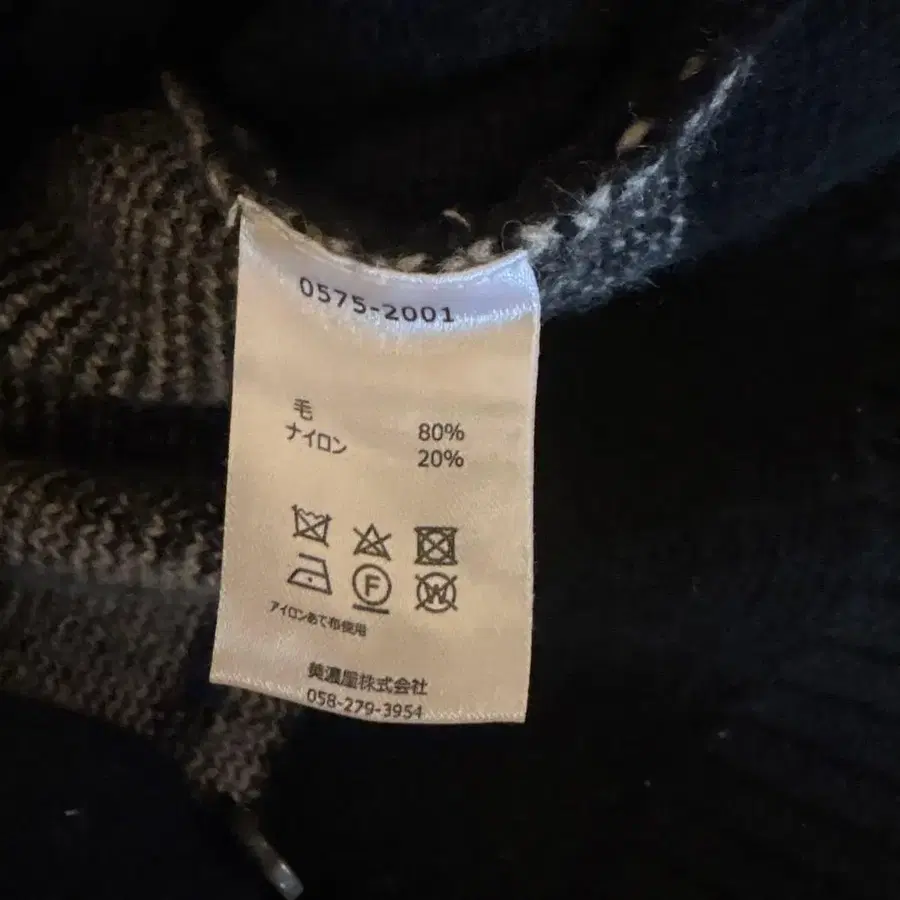 0575-2001
毛 80%
ナイロン 20%
F W
アイロンあて布使用
美濃屋株式会社
058-279-3954